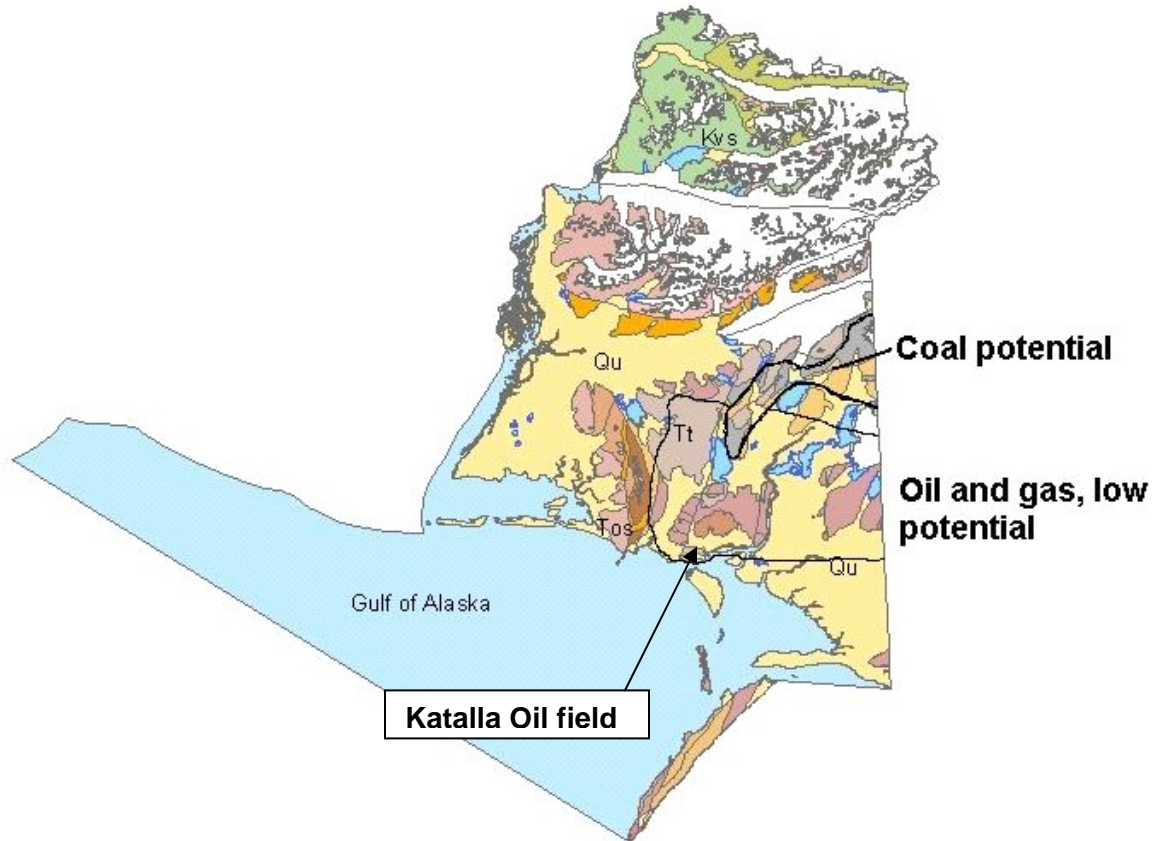 Kvs
Coal potential
Qu
Tt
Oil and gas, low
potential
Tos
Qu
Gulf of Alaska
Katalla Oil field